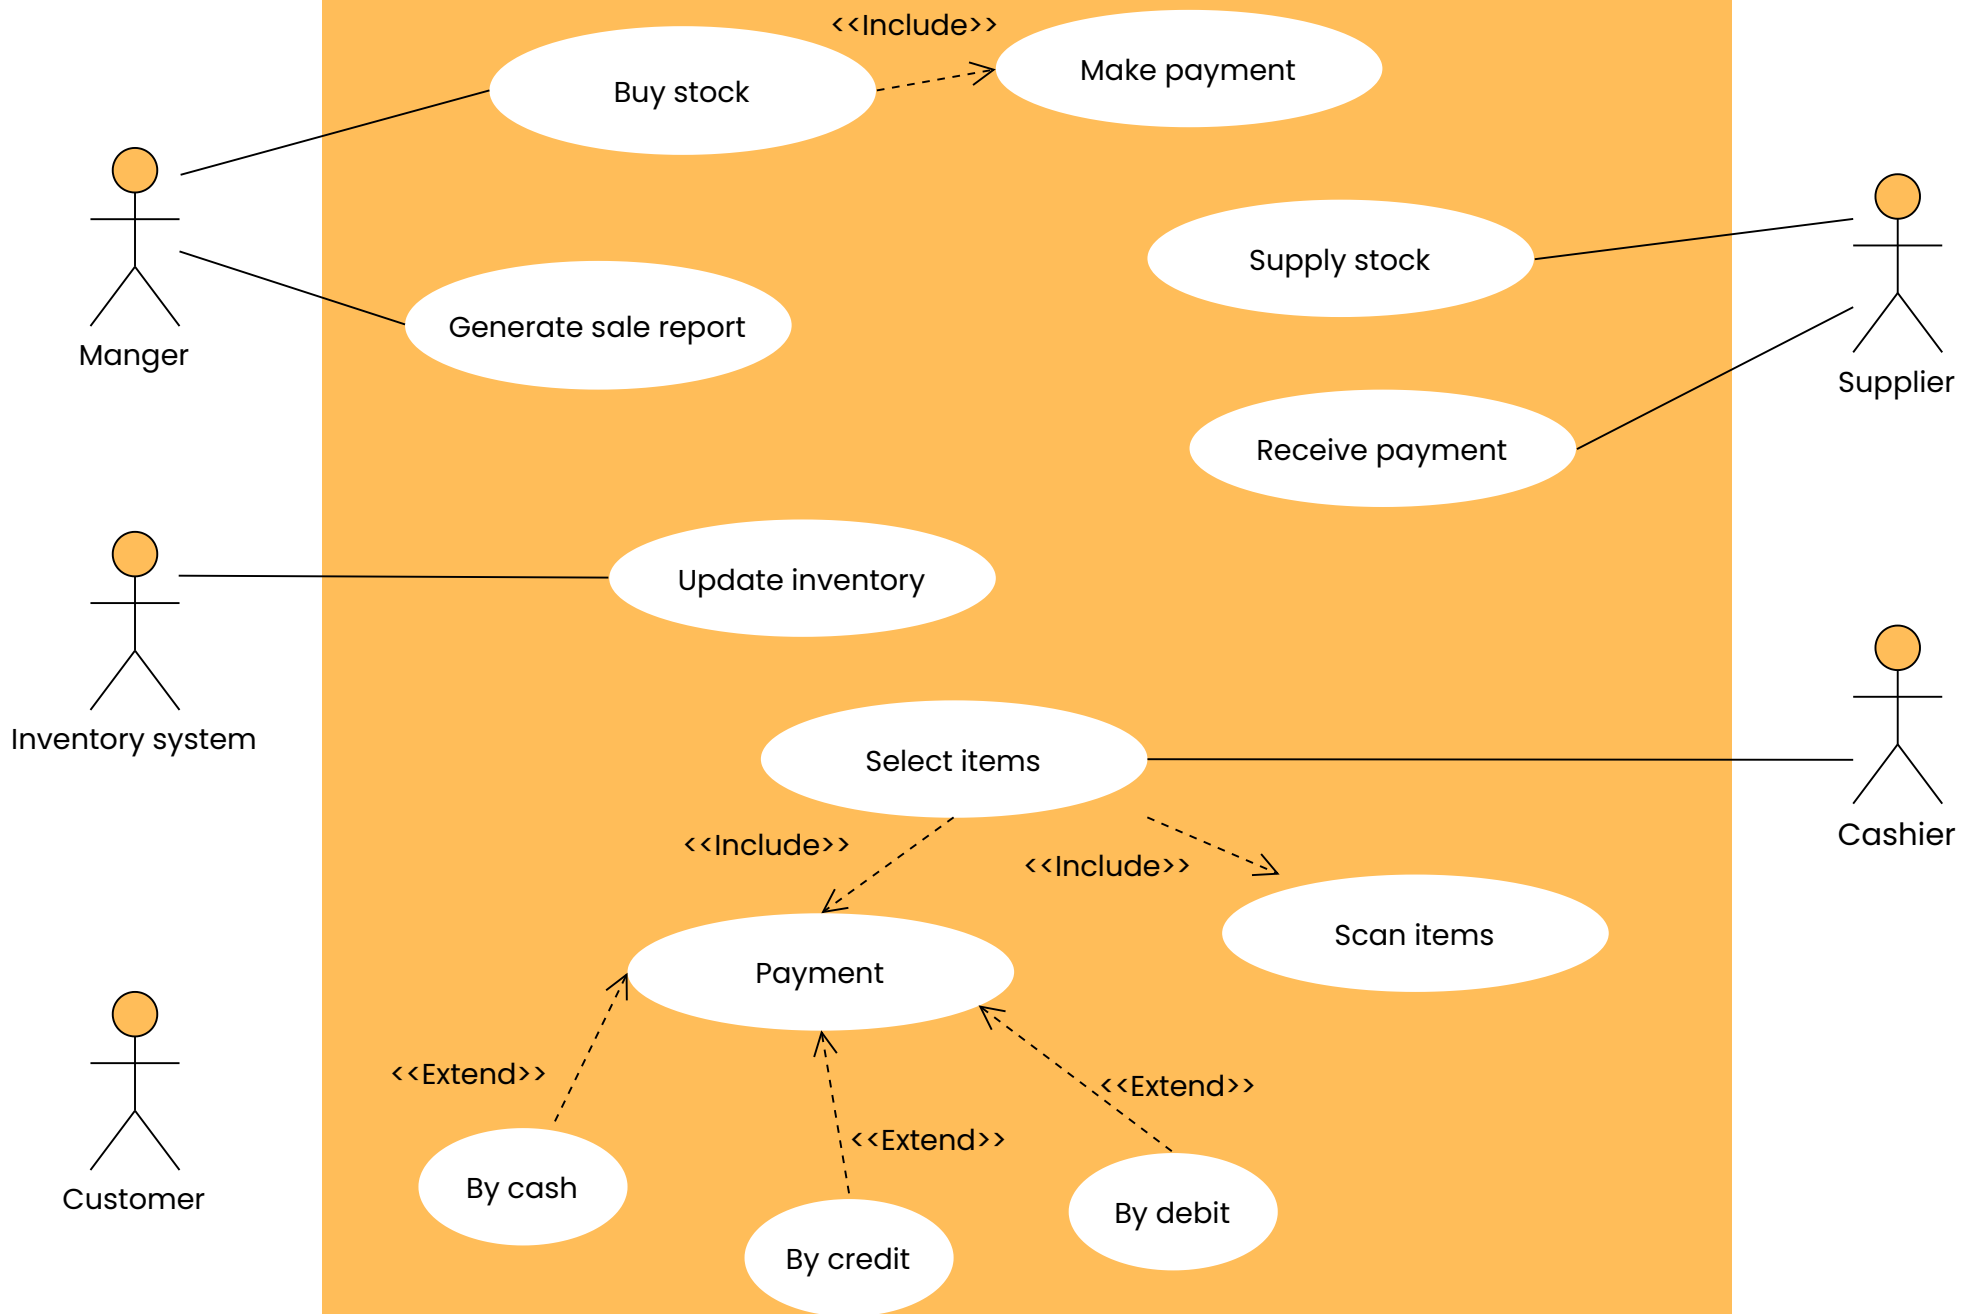 <<Include>>
Buy stock
Make payment
Supply stock
Generate sale report
Manger
Supplier
Receive payment
Update inventory
Inventory system
Select items
Cashier
<<Include>>
<<Include>>
Scan items
Payment
<<Extend>>
<<Extend>>
<<Extend>>
Customer
By cash
By debit
By credit